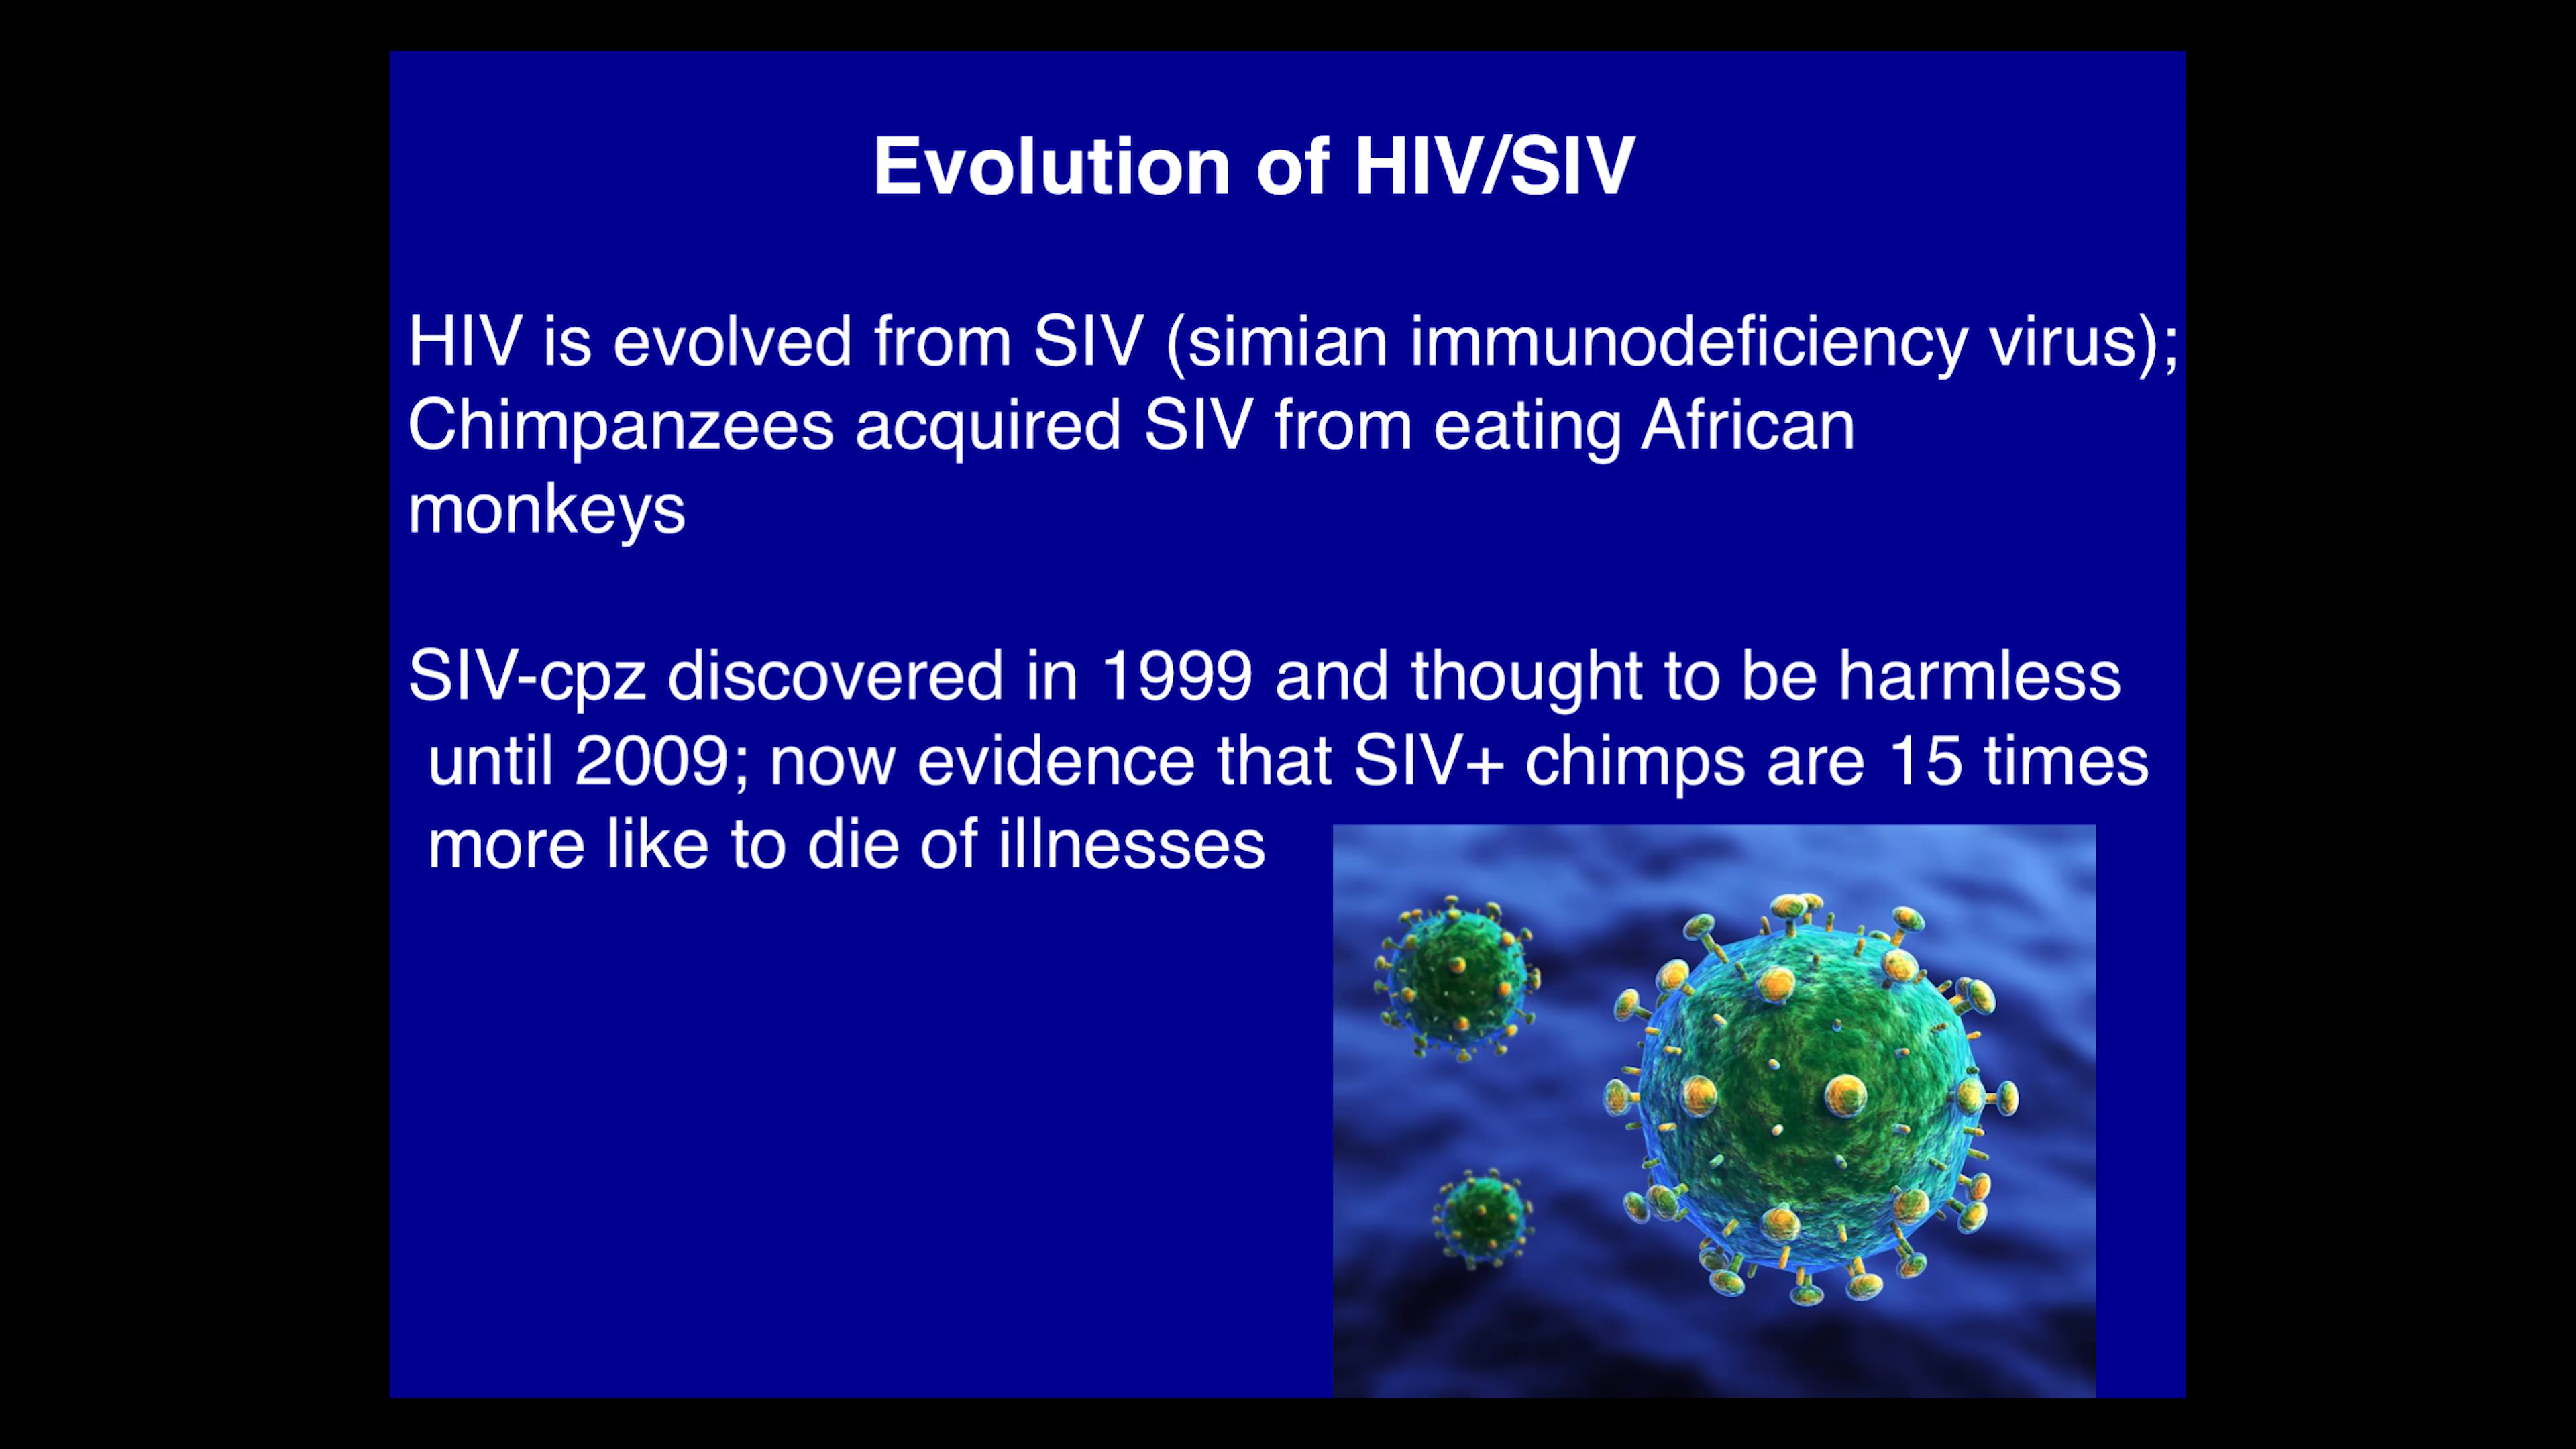 Evolution of HIV/SIV
HIV is evolved from SIV (simian immunodeficiency virus);
Chimpanzees acquired SIV from eating African
monkeys
SIV-cpz discovered in 1999 and thought to be harmless
until 2009; now evidence that SIV+ chimps are 15 times
more like to die of illnesses